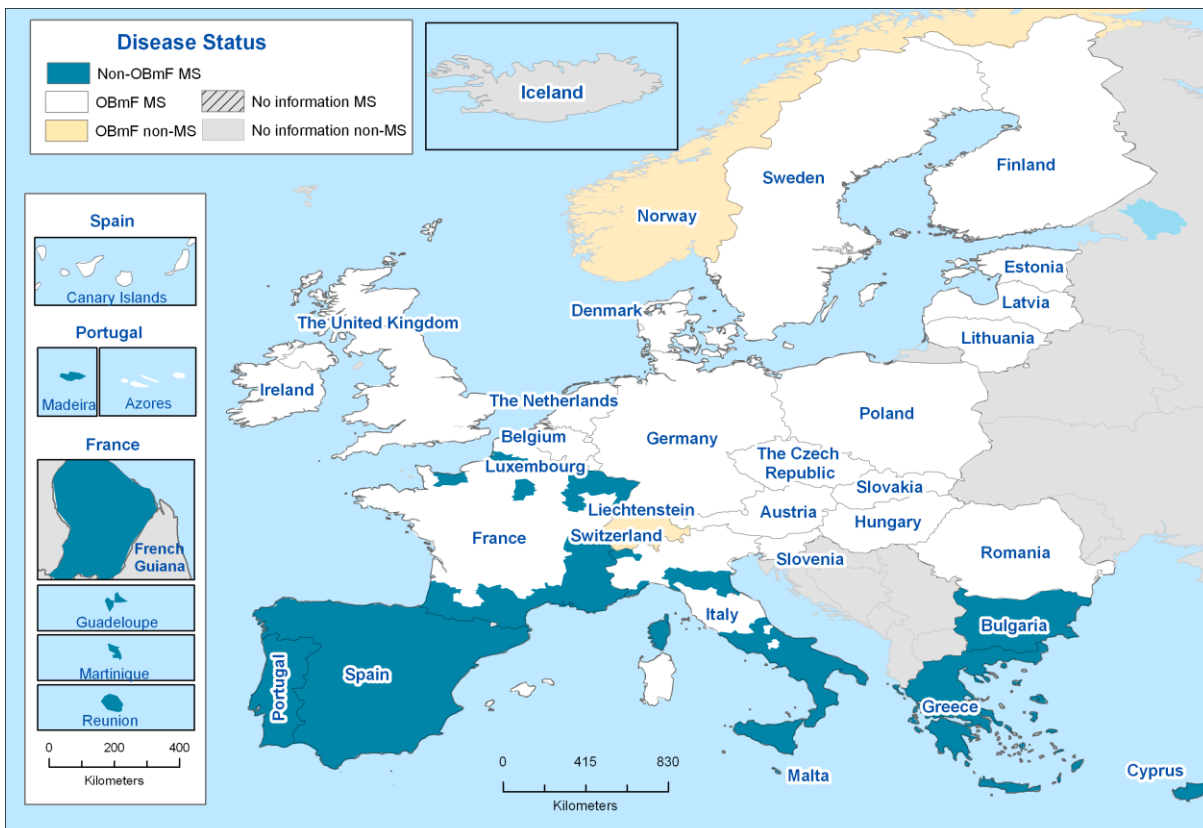 Disease Status
Non-OBmF MS
OBmF MS
No information MS
OBmF non-MS
No information non-MS
Iceland
Spain
Canary Islands
Portugal
Madeira
Azores
France
French
Guiana
Guadeloupe
Martinique
Reunion
0 200 400
Kilometers
Norway
Sweden
Finland
Estonia
Latvia
Lithuania
Denmark
The United Kingdom
Ireland
The Netherlands
Belgium
Luxembourg
Germany
Poland
The Czech
Republic
Slovakia
Liechtenstein
Austria
Hungary
France
Switzerland
Slovenia
Romania
Italy
Bulgaria
Portugal
Spain
Greece
Malta
Cyprus
0 415 830
Kilometers